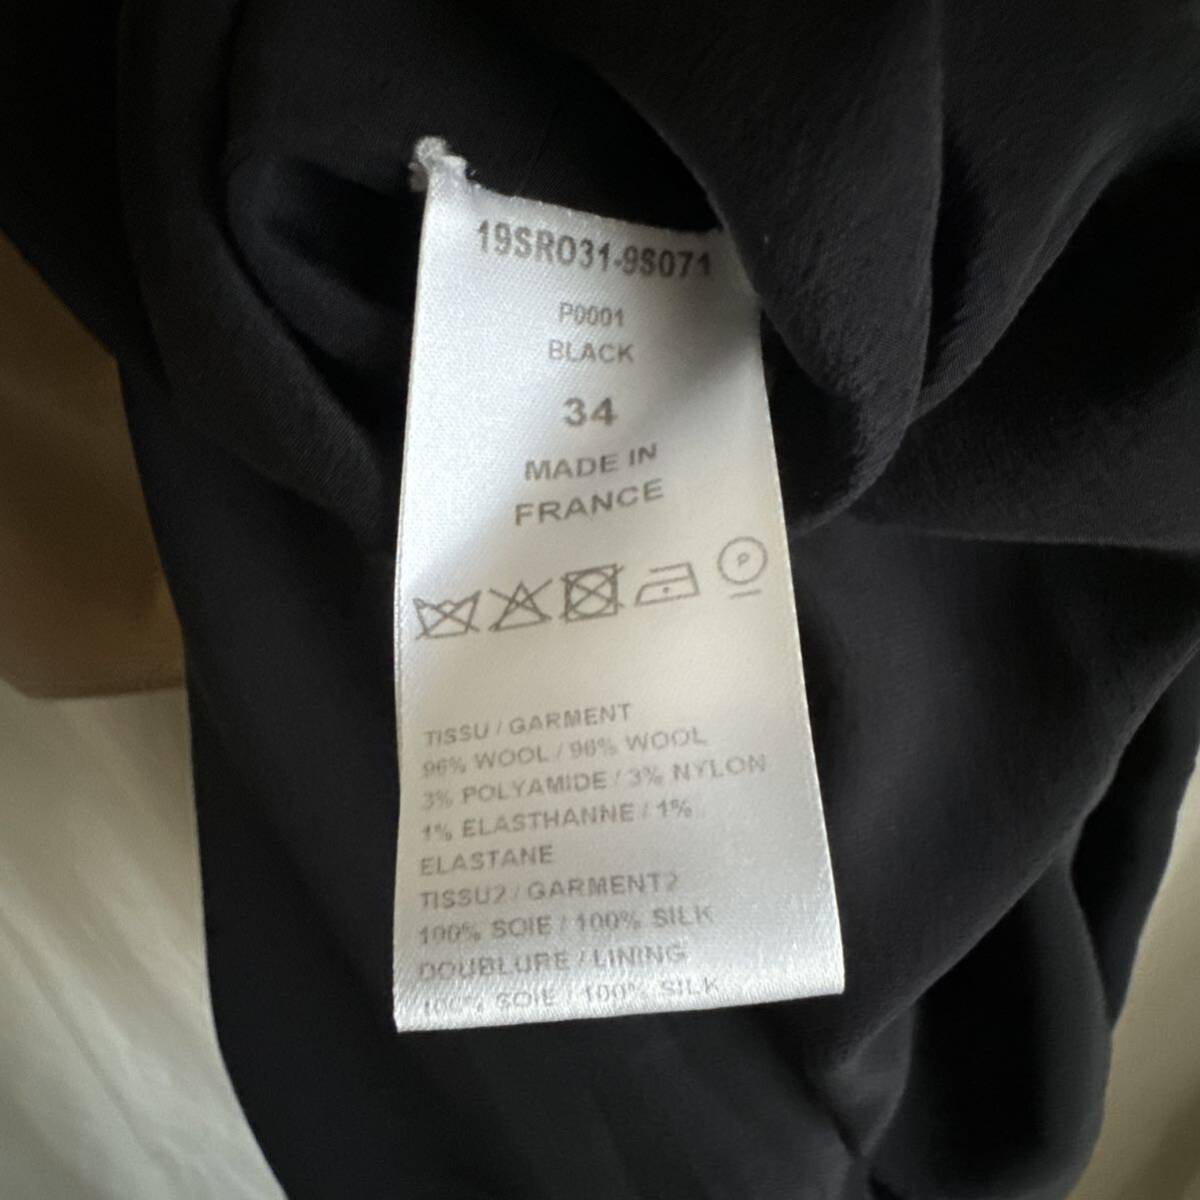 19SRO31-9S071
P0001
BLACK
34
MADE IN
FRANCE
P
TISSU / GARMENT
96% WOOL / 96% WOOL
3% POLYAMIDE / 3% NYLON
1% ELASTHANNE / 1%
ELASTANE
TISSU2 / GARMENT2
100% SOIE / 100% SILK
DOUBLURE / LINING
100% SOIE / 100% SILK